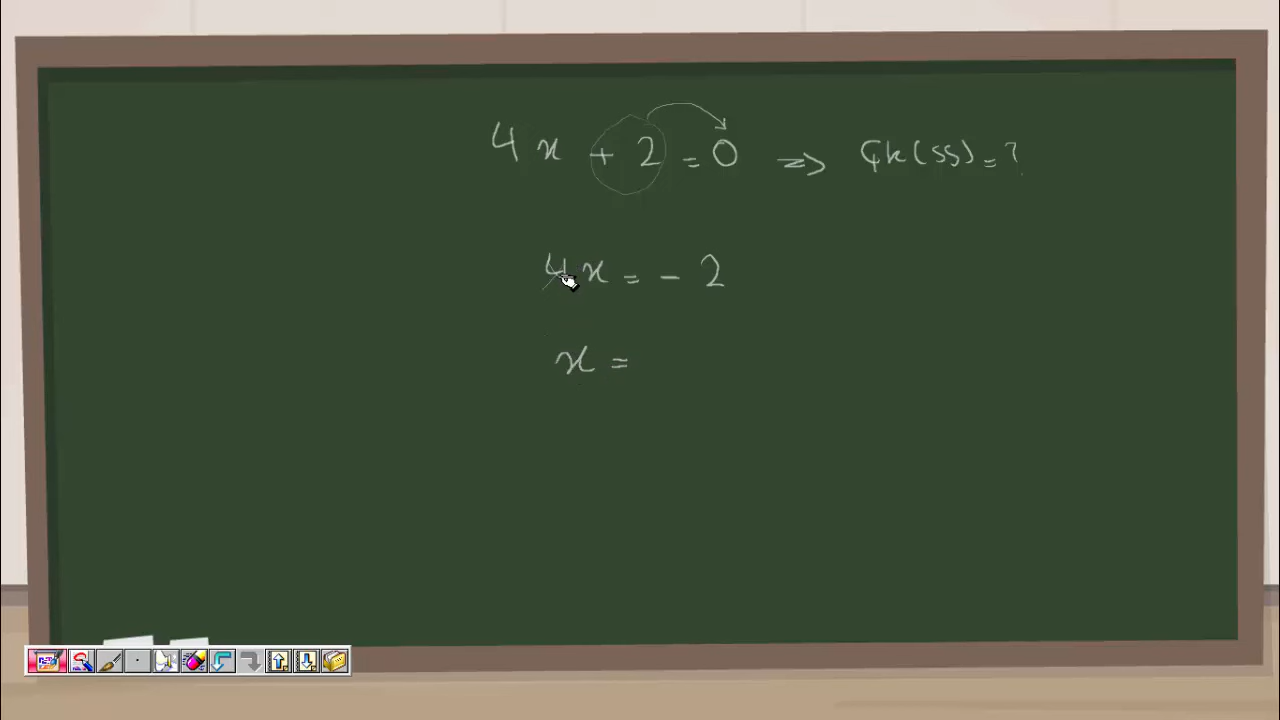 4x + 2 = 0 => Çk(SS) = ?
4x = - 2
x =